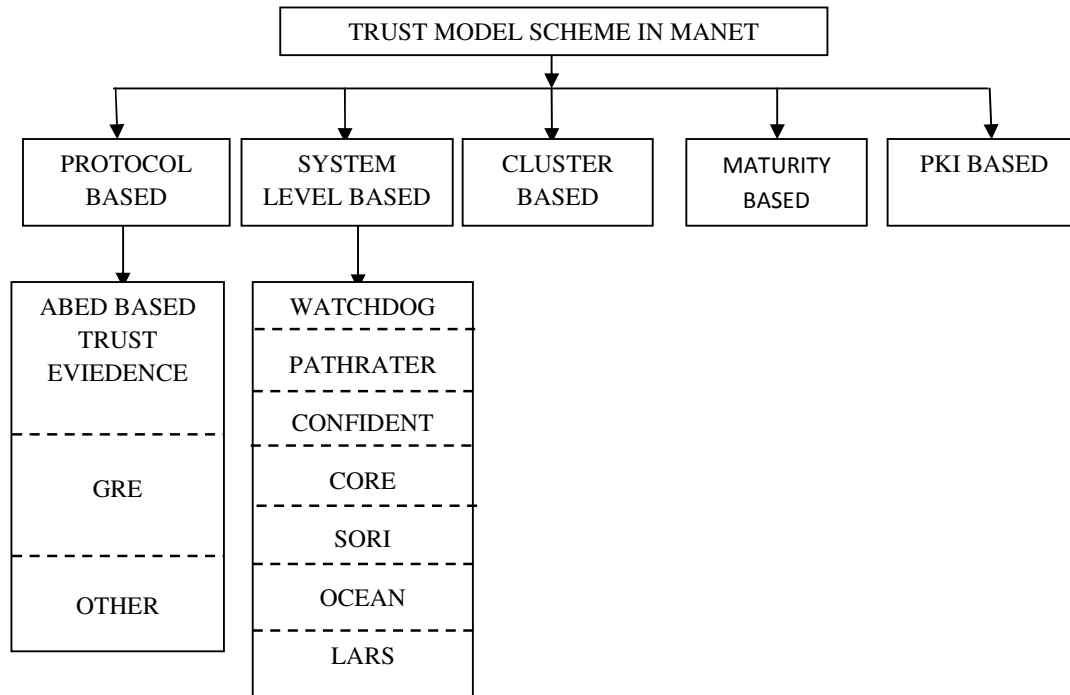 TRUST MODEL SCHEME IN MANET
PROTOCOL
BASED
SYSTEM
LEVEL BASED
CLUSTER
BASED
MATURITY
BASED
PKI BASED
ABED BASED
TRUST
EVIEDENCE
GRE
OTHER
WATCHDOG
PATHRATER
CONFIDENT
CORE
SORI
OCEAN
LARS